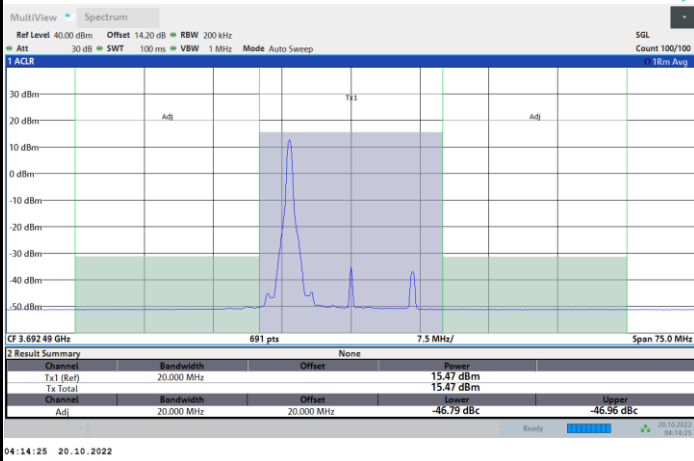 MultiView Spectrum
Ref Level 40.00 dBm Offset 14.20 dB RBW 200 kHz SGL
Att 30 dB SWT 100 ms VBW 1 MHz Mode Auto Sweep Count 100/100
1 ACLR 1Rm Avg
30 dBm
Tx1
20 dBm Adj Adj
10 dBm
0 dBm
-10 dBm
-20 dBm
-30 dBm
-40 dBm
-50 dBm
CF 3.692 49 GHz 691 pts 7.5 MHz/ Span 75.0 MHz
2 Result Summary None
Channel Bandwidth Offset Power
Tx1 (Ref) 20.000 MHz 15.47 dBm
Tx Total 15.47 dBm
Channel Bandwidth Offset Lower Upper
Adj 20.000 MHz 20.000 MHz -46.79 dBc -46.96 dBc
Ready 20.10.2022
04:14:25
04:14:25 20.10.2022